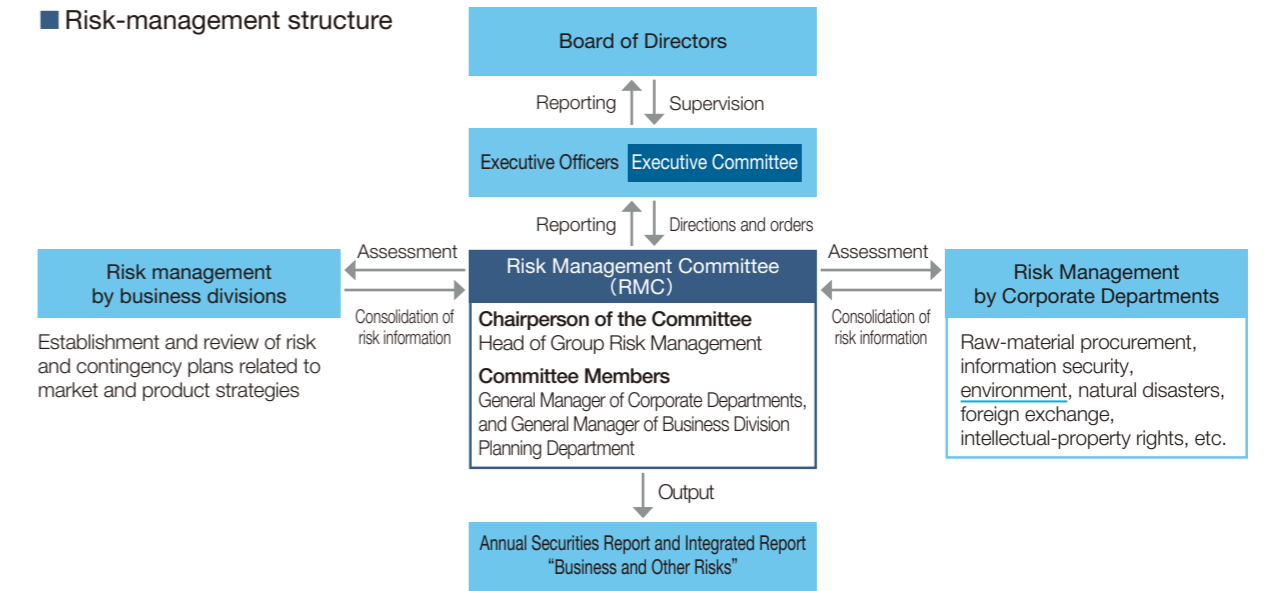 Risk-management structure
Board of Directors
Reporting
Supervision
Executive Officers
Executive Committee
Reporting
Directions and orders
Assessment
Risk management
by business divisions
Consolidation of
risk information
Establishment and review of risk
and contingency plans related to
market and product strategies
Risk Management Committee
(RMC)
Chairperson of the Committee
Head of Group Risk Management
Committee Members
General Manager of Corporate Departments,
and General Manager of Business Division
Planning Department
Assessment
Consolidation of
risk information
Risk Management
by Corporate Departments
Raw-material procurement,
information security,
environment, natural disasters,
foreign exchange,
intellectual-property rights, etc.
Output
Annual Securities Report and Integrated Report
“Business and Other Risks”